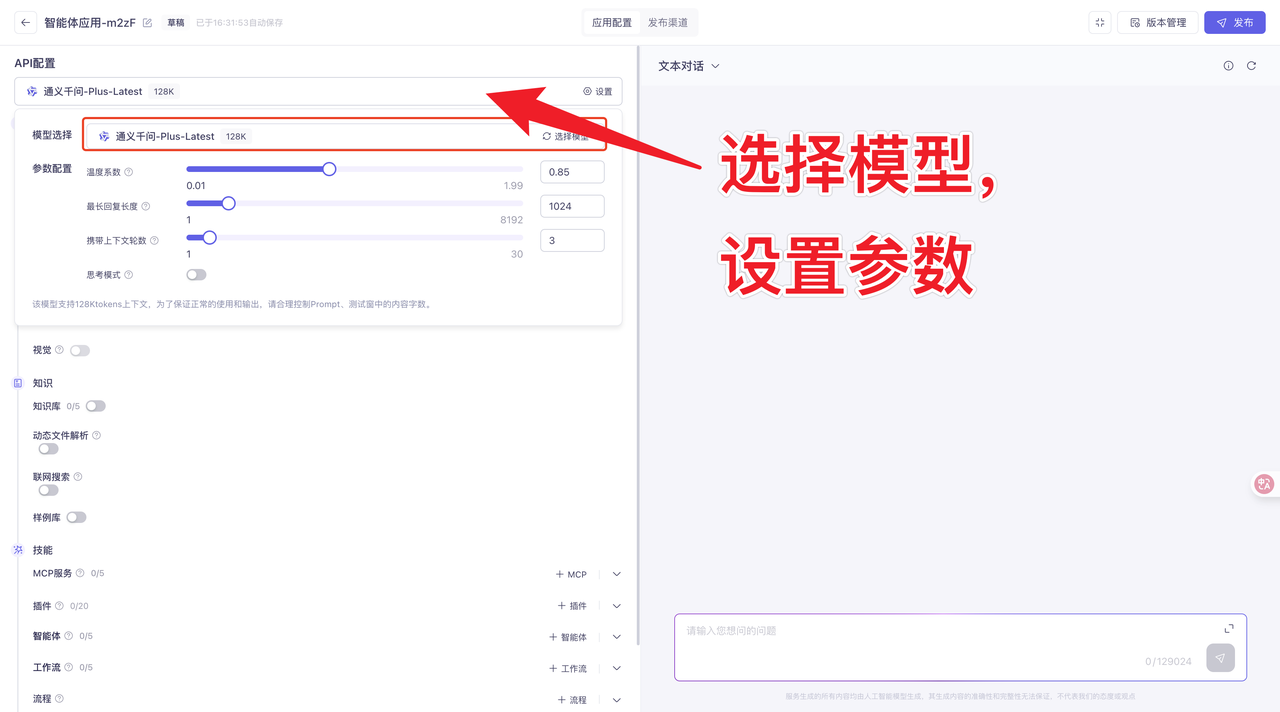 智能体应用-m2zF 草稿 已于16:31:53自动保存 应用配置 发布渠道 版本管理 发布
API配置
通义千问-Plus-Latest 128K 设置
模型选择 通义千问-Plus-Latest 128K 选择模型
参数配置 温度系数 0.85
0.01 1.99
最长回复长度 1024
1 8192
携带上下文轮数 3
1 30
思考模式
该模型支持128Ktokens上下文，为了保证正常的使用和输出，请合理控制Prompt、测试窗中的内容字数。
视觉
知识
知识库 0/5
动态文件解析
联网搜索
样例库
技能
MCP服务 0/5 + MCP
插件 0/20 + 插件
智能体 0/5 + 智能体
工作流 0/5 + 工作流
流程 + 流程
文本对话
选择模型，
设置参数
请输入您想问的问题
0/129024
服务生成的所有内容均由人工智能模型生成，其生成内容的准确性和完整性无法保证，不代表我们的态度或观点
中A